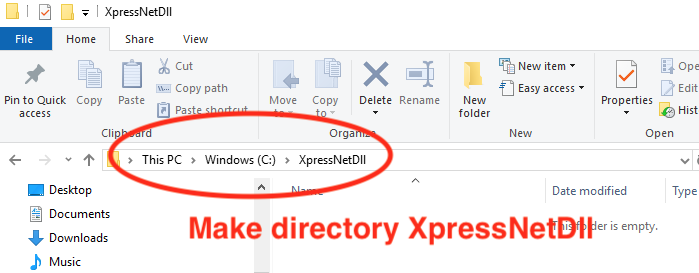 XpressNetDll
File Home Share View
Pin to Quick access
Copy
Paste
Cut
Copy path
Paste shortcut
Clipboard
Move to
Copy to
Delete
Rename
Organize
New folder
New item
Easy access
New
Properties
Open
Edit
Hist
Open
This PC > Windows (C:) > XpressNetDll
Desktop
Documents
Downloads
Music
Name Date modified Type
This folder is empty.
Make directory XpressNetDll